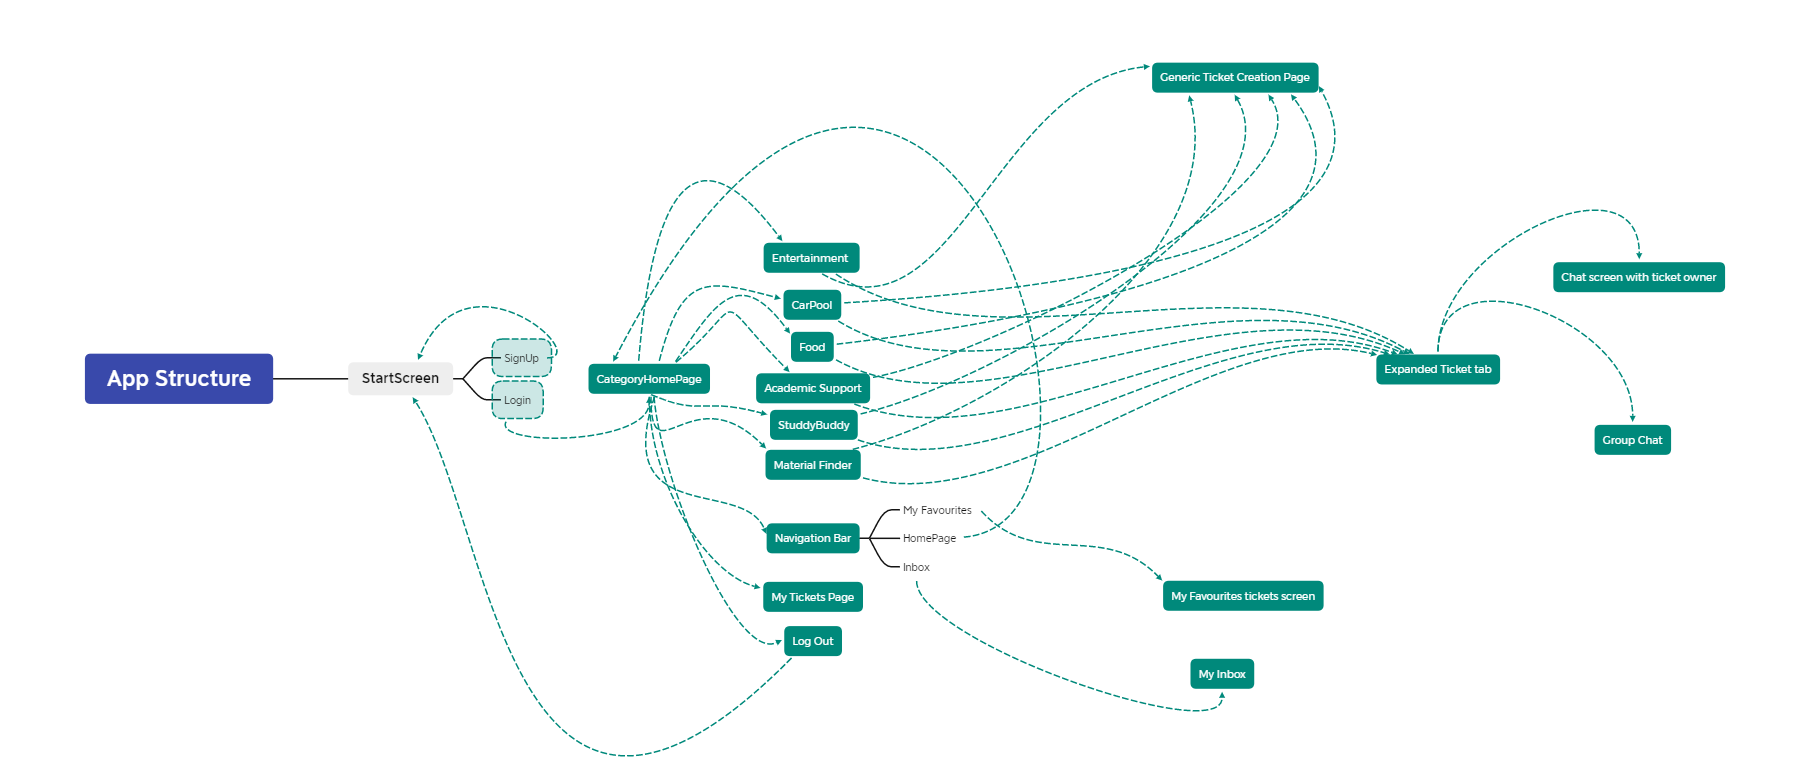 App Structure
StartScreen
SignUp
Login
CategoryHomePage
Entertainment
CarPool
Food
Academic Support
StuddyBuddy
Material Finder
Navigation Bar
My Favourites
HomePage
Inbox
My Tickets Page
Log Out
Generic Ticket Creation Page
Expanded Ticket tab
Chat screen with ticket owner
Group Chat
My Favourites tickets screen
My Inbox